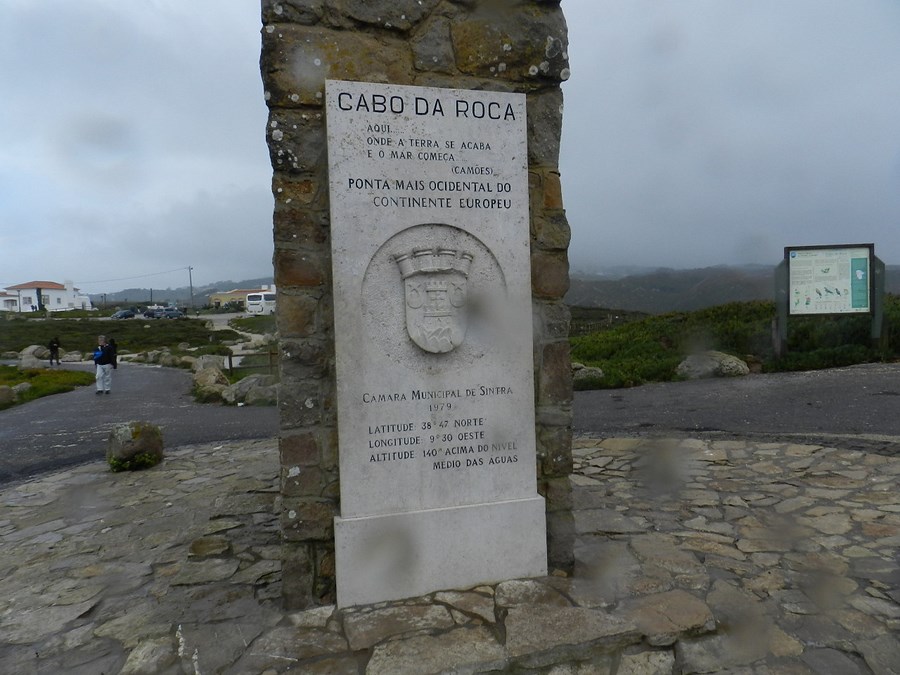 CABO DA ROCA
AQUI...
ONDE A TERRA SE ACABA
E O MAR COMEÇA...
(CAMÕES)
PONTA MAIS OCIDENTAL DO
CONTINENTE EUROPEU
CAMARA MUNICIPAL DE SINTRA
1979
LATITUDE: 38° 47' NORTE
LONGITUDE: 9° 30' OESTE
ALTITUDE 140° ACIMA DO NIVEL
MÉDIO DAS AGUAS